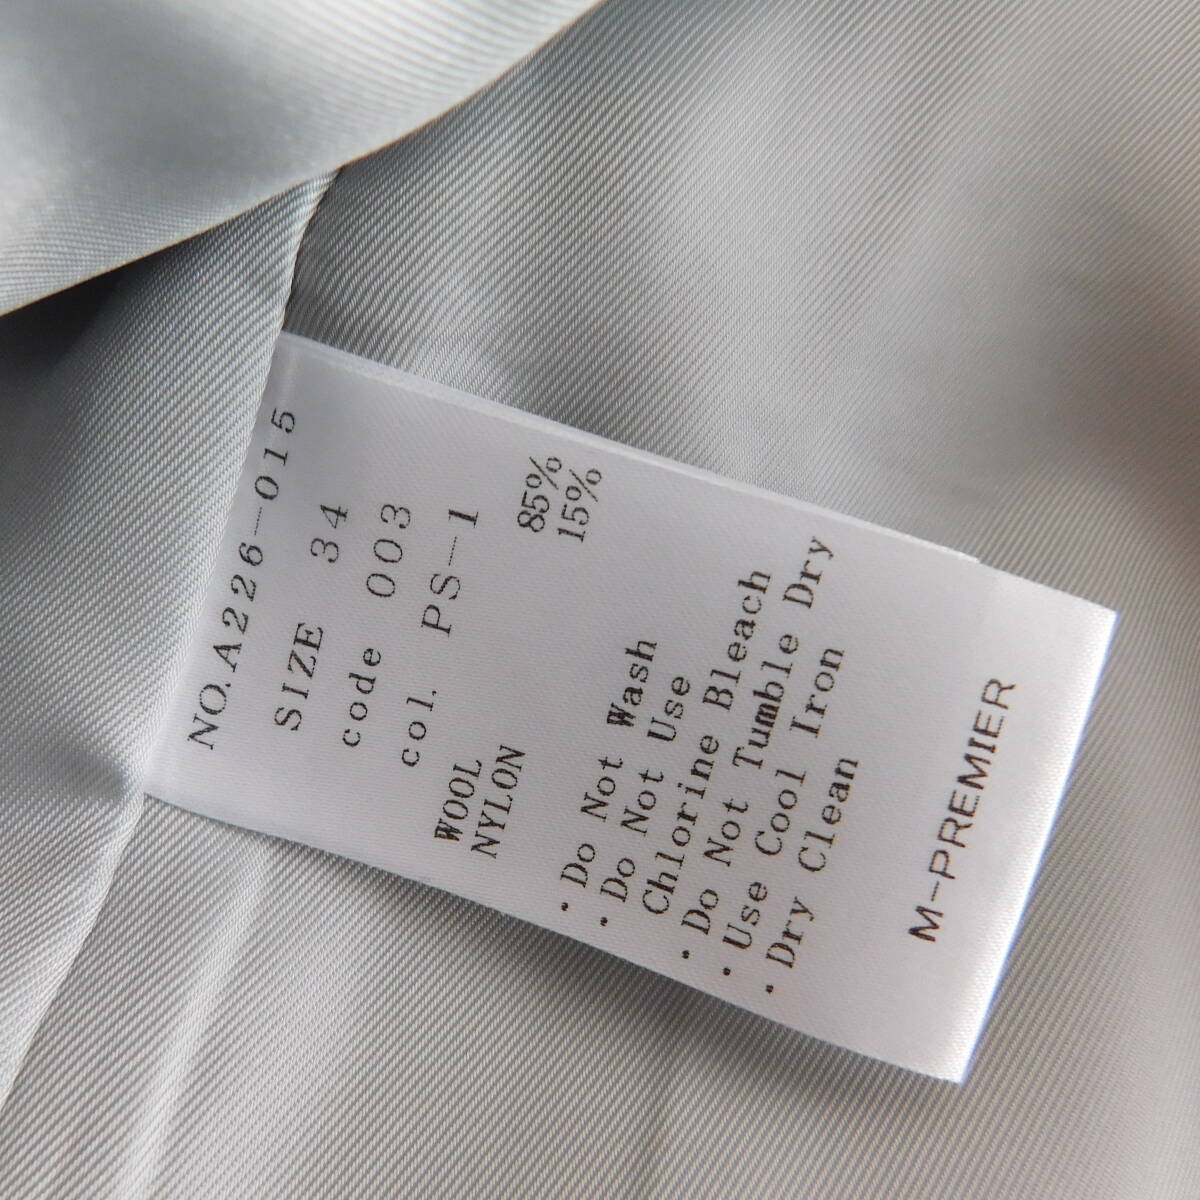 NO.A226-015
SIZE 34
code 003
col. PS-1
WOOL 85%
NYLON 15%
・Do Not Wash
・Do Not Use
Chlorine Bleach
・Do Not Tumble Dry
・Use Cool Iron
・Dry Clean
M-PREMIER